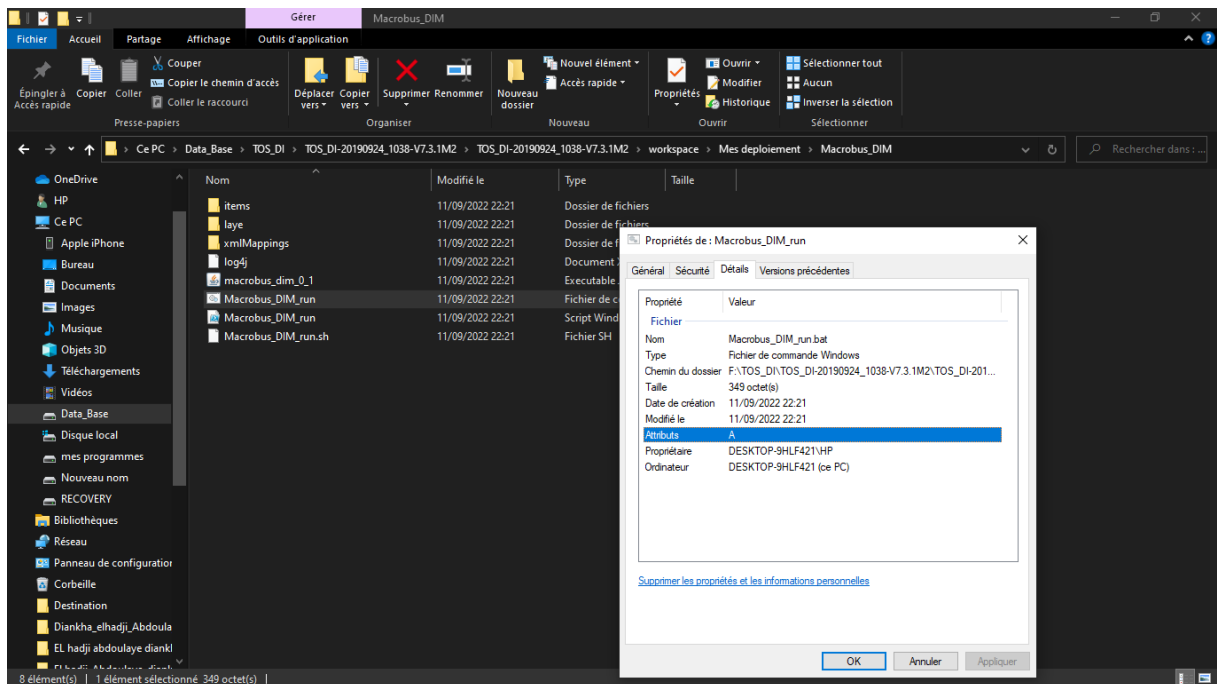 Gérer Macrobus_DIM
Fichier Accueil Partage Affichage Outils d'application
Épingler à Accès rapide
Copier
Coller
Couper
Copier le chemin d'accès
Coller le raccourci
Presse-papiers
Déplacer vers
Copier vers
Supprimer
Renommer
Organiser
Nouveau dossier
Nouvel élément
Accès rapide
Nouveau
Propriétés
Ouvrir
Modifier
Historique
Ouvrir
Sélectionner tout
Aucun
Inverser la sélection
Sélectionner
Ce PC > Data_Base > TOS_DI > TOS_DI-20190924_1038-V7.3.1M2 > TOS_DI-20190924_1038-V7.3.1M2 > workspace > Mes deploiement > Macrobus_DIM
Rechercher dans : ...
OneDrive
HP
Ce PC
Apple iPhone
Bureau
Documents
Images
Musique
Objets 3D
Téléchargements
Vidéos
Data_Base
Disque local
mes programmes
Nouveau nom
RECOVERY
Bibliothèques
Réseau
Panneau de configuration
Corbeille
Destination
Diankha_elhadji_Abdoula
EL hadji abdoulaye diankl
Nom Modifié le Type Taille
items 11/09/2022 22:21 Dossier de fichiers
laye 11/09/2022 22:21 Dossier de fichiers
xmlMappings 11/09/2022 22:21 Dossier de f
log4j 11/09/2022 22:21 Document
macrobus_dim_0_1 11/09/2022 22:21 Executable
Macrobus_DIM_run 11/09/2022 22:21 Fichier de c
Macrobus_DIM_run 11/09/2022 22:21 Script Wind
Macrobus_DIM_run.sh 11/09/2022 22:21 Fichier SH
Propriétés de : Macrobus_DIM_run
Général Sécurité Détails Versions précédentes
Propriété Valeur
Fichier
Nom Macrobus_DIM_run.bat
Type Fichier de commande Windows
Chemin du dossier F:\TOS_DI\TOS_DI-20190924_1038-V7.3.1M2\TOS_DI-201...
Taille 349 octet(s)
Date de création 11/09/2022 22:21
Modifié le 11/09/2022 22:21
Attributs A
Propriétaire DESKTOP-9HLF421\HP
Ordinateur DESKTOP-9HLF421 (ce PC)
Supprimer les propriétés et les informations personnelles
OK Annuler Appliquer
8 élément(s) 1 élément sélectionné 349 octet(s)